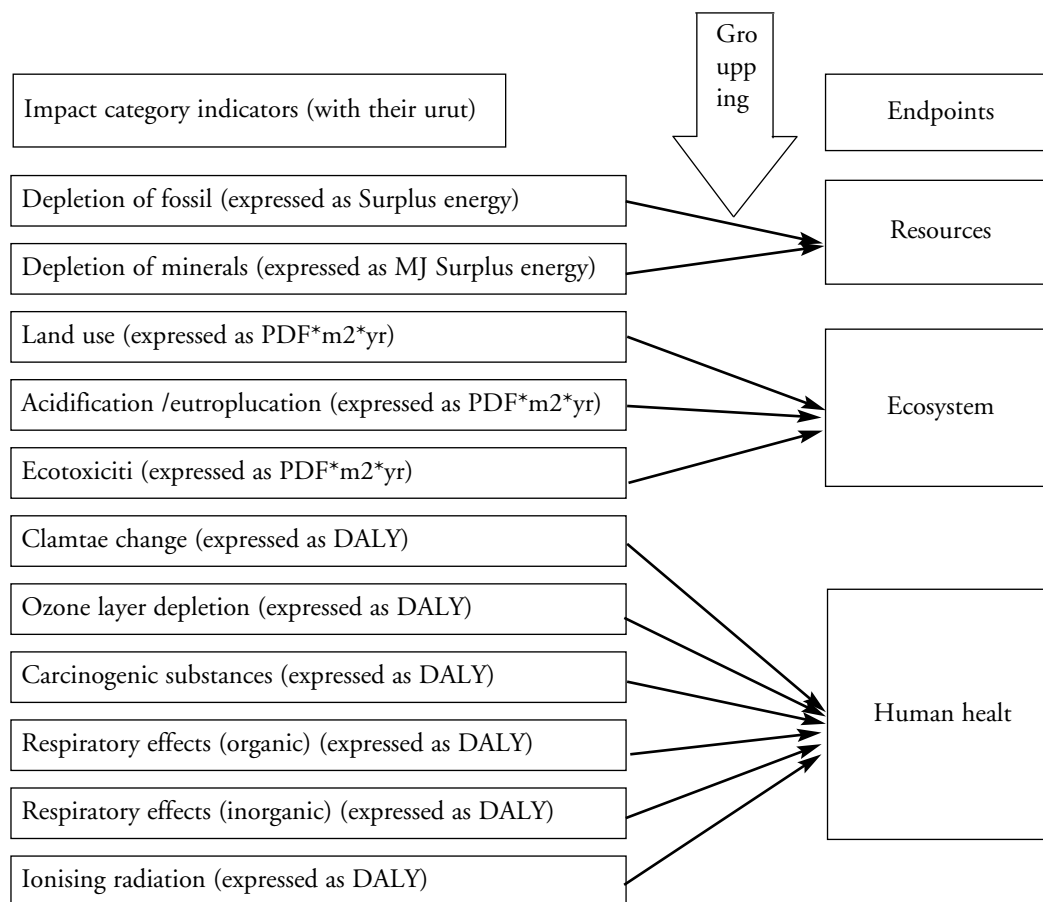 Gro
upp
ing
Impact category indicators (with their urut)
Endpoints
Depletion of fossil (expressed as Surplus energy)
Depletion of minerals (expressed as MJ Surplus energy)
Resources
Land use (expressed as PDF*m2*yr)
Acidification /eutroplucation (expressed as PDF*m2*yr)
Ecotoxiciti (expressed as PDF*m2*yr)
Ecosystem
Clamtae change (expressed as DALY)
Ozone layer depletion (expressed as DALY)
Carcinogenic substances (expressed as DALY)
Respiratory effects (organic) (expressed as DALY)
Respiratory effects (inorganic) (expressed as DALY)
Ionising radiation (expressed as DALY)
Human healt